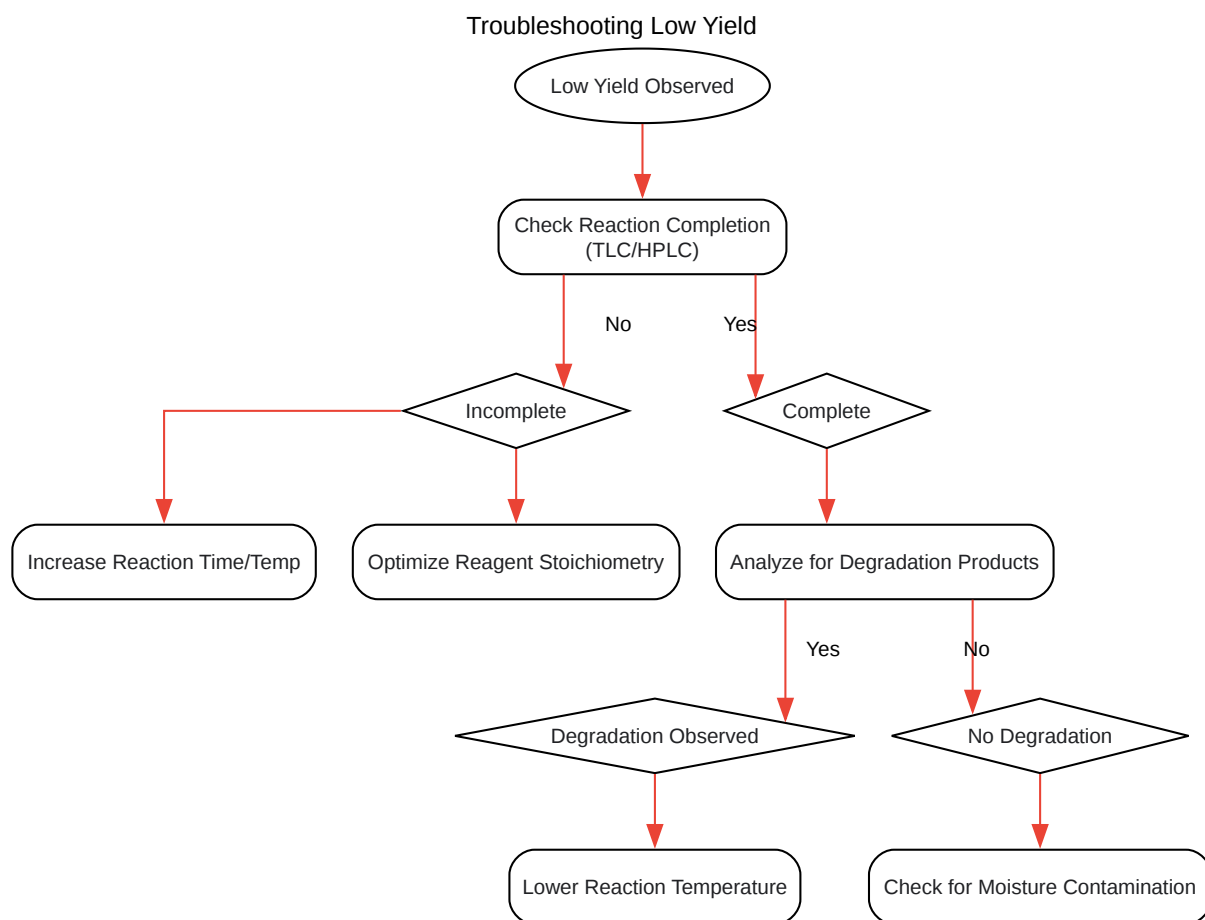 Troubleshooting Low Yield
Low Yield Observed
Check Reaction Completion
(TLC/HPLC)
No
Yes
Incomplete
Complete
Increase Reaction Time/Temp
Optimize Reagent Stoichiometry
Analyze for Degradation Products
Yes
No
Degradation Observed
No Degradation
Lower Reaction Temperature
Check for Moisture Contamination